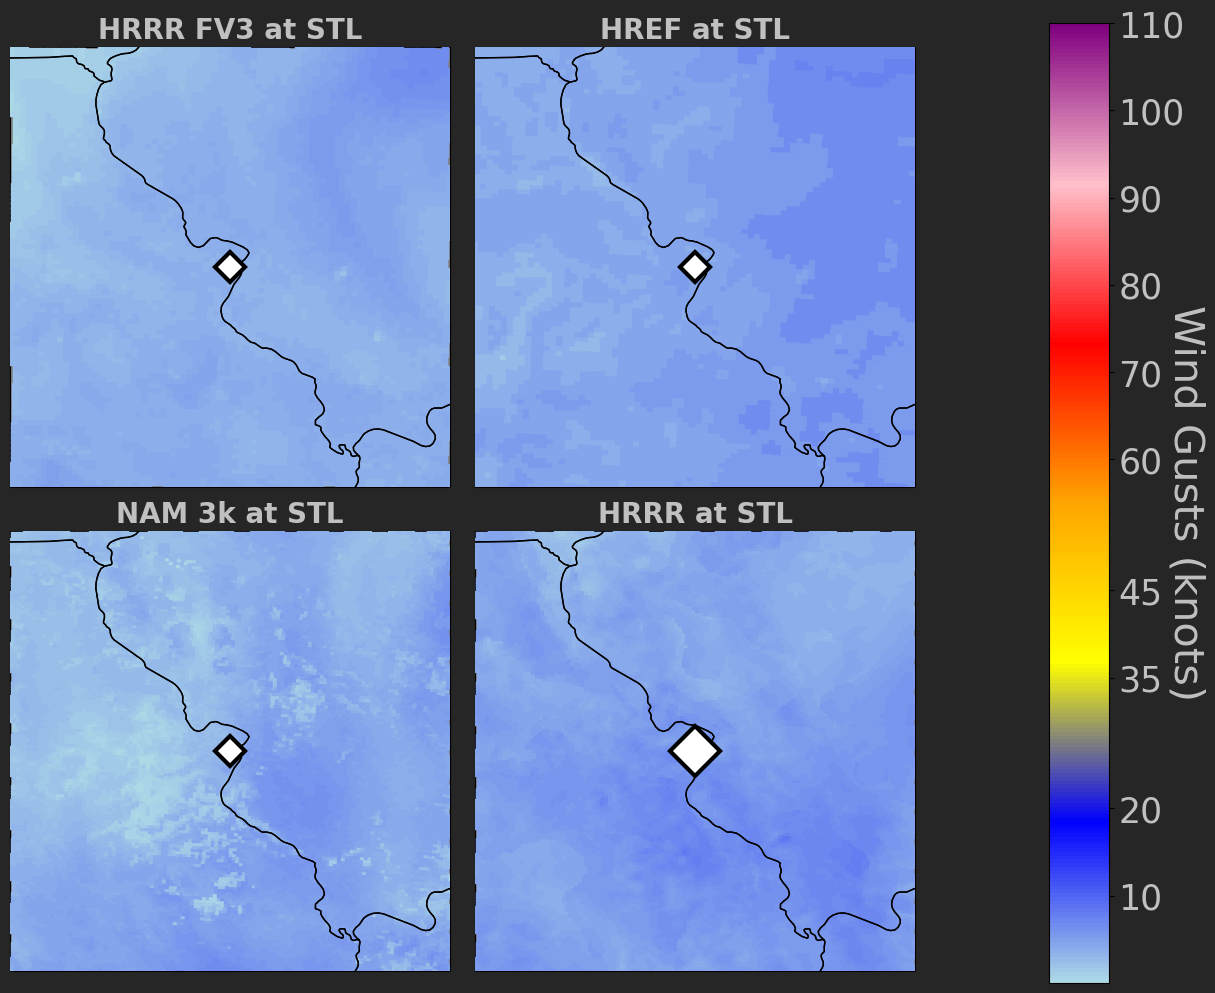 HRRR FV3 at STL
HREF at STL
NAM 3k at STL
HRRR at STL
110
100
90
80
70
60
45
35
20
10
Wind Gusts (knots)